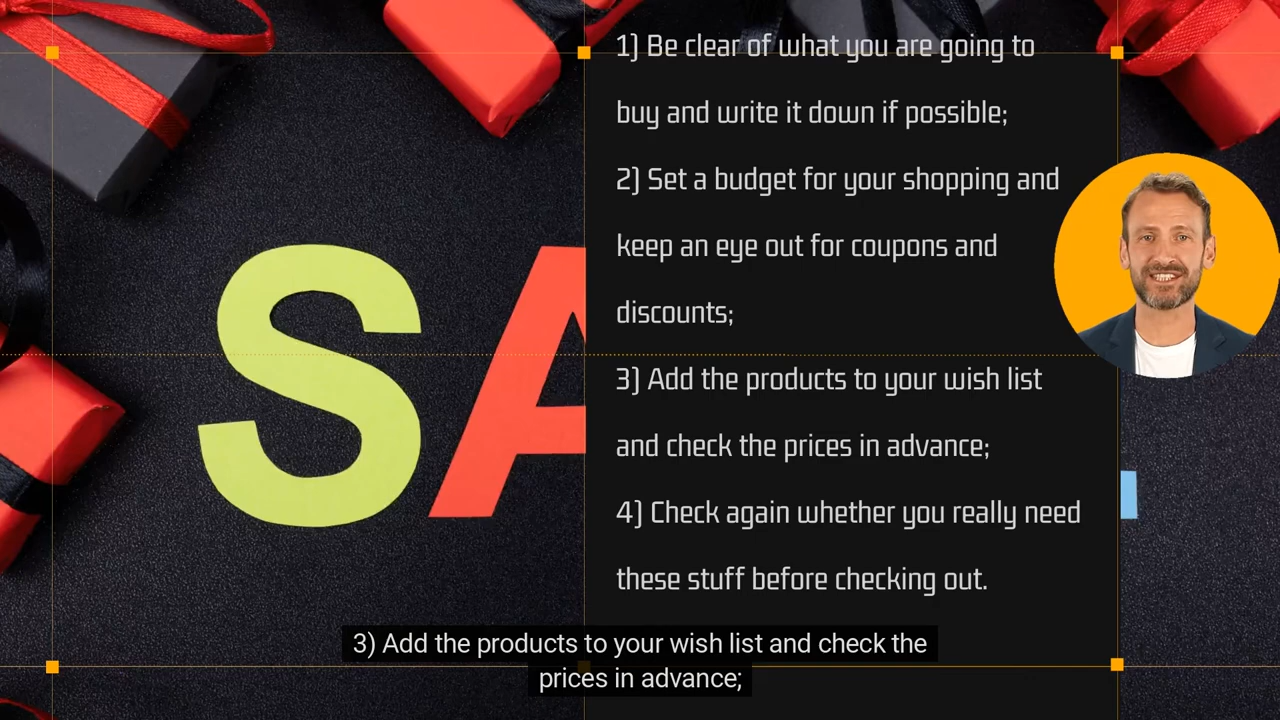 SA
1) Be clear of what you are going to
buy and write it down if possible;
2) Set a budget for your shopping and
keep an eye out for coupons and
discounts;
3) Add the products to your wish list
and check the prices in advance;
4) Check again whether you really need
these stuff before checking out.
3) Add the products to your wish list and check the
prices in advance;